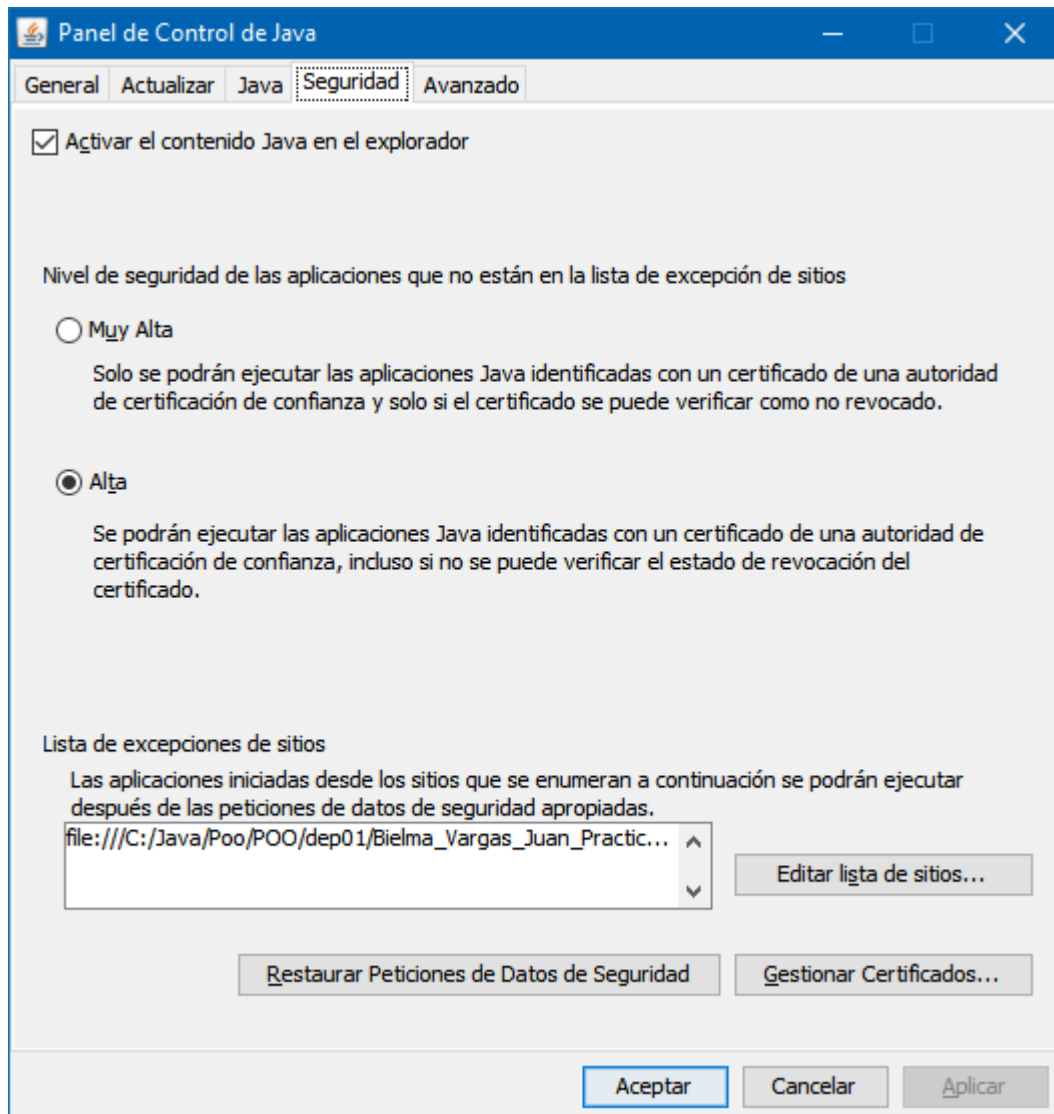 Panel de Control de Java
General Actualizar Java Seguridad Avanzado
Activar el contenido Java en el explorador
Nivel de seguridad de las aplicaciones que no están en la lista de excepción de sitios
Muy Alta
Solo se podrán ejecutar las aplicaciones Java identificadas con un certificado de una autoridad
de certificación de confianza y solo si el certificado se puede verificar como no revocado.
Alta
Se podrán ejecutar las aplicaciones Java identificadas con un certificado de una autoridad de
certificación de confianza, incluso si no se puede verificar el estado de revocación del
certificado.
Lista de excepciones de sitios
Las aplicaciones iniciadas desde los sitios que se enumeran a continuación se podrán ejecutar
después de las peticiones de datos de seguridad apropiadas.
file:///C:/Java/Poo/POO/dep01/Bielma_Vargas_Juan_Practic...
Editar lista de sitios...
Restaurar Peticiones de Datos de Seguridad Gestionar Certificados...
Aceptar Cancelar Aplicar